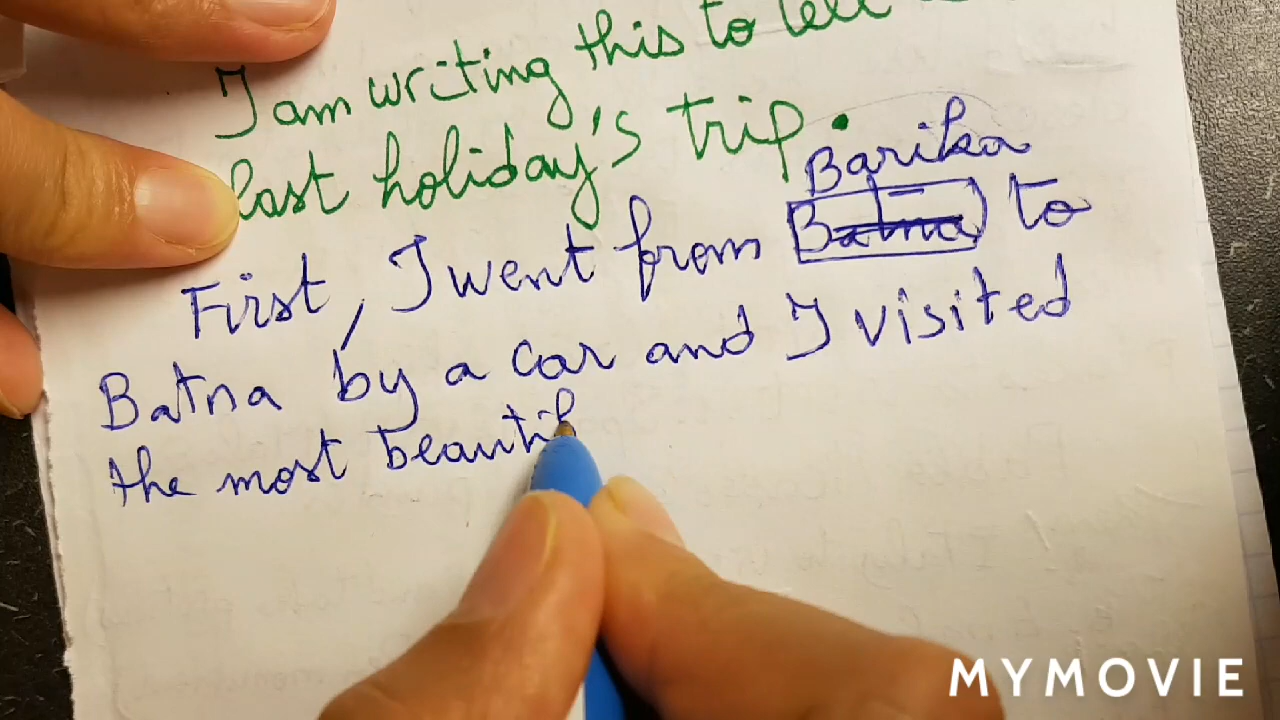 I am writing this to tell
last holiday's trip.
Barika
First, I went from Batna to
Batna by a car and I visited
the most beautif
MYMOVIE